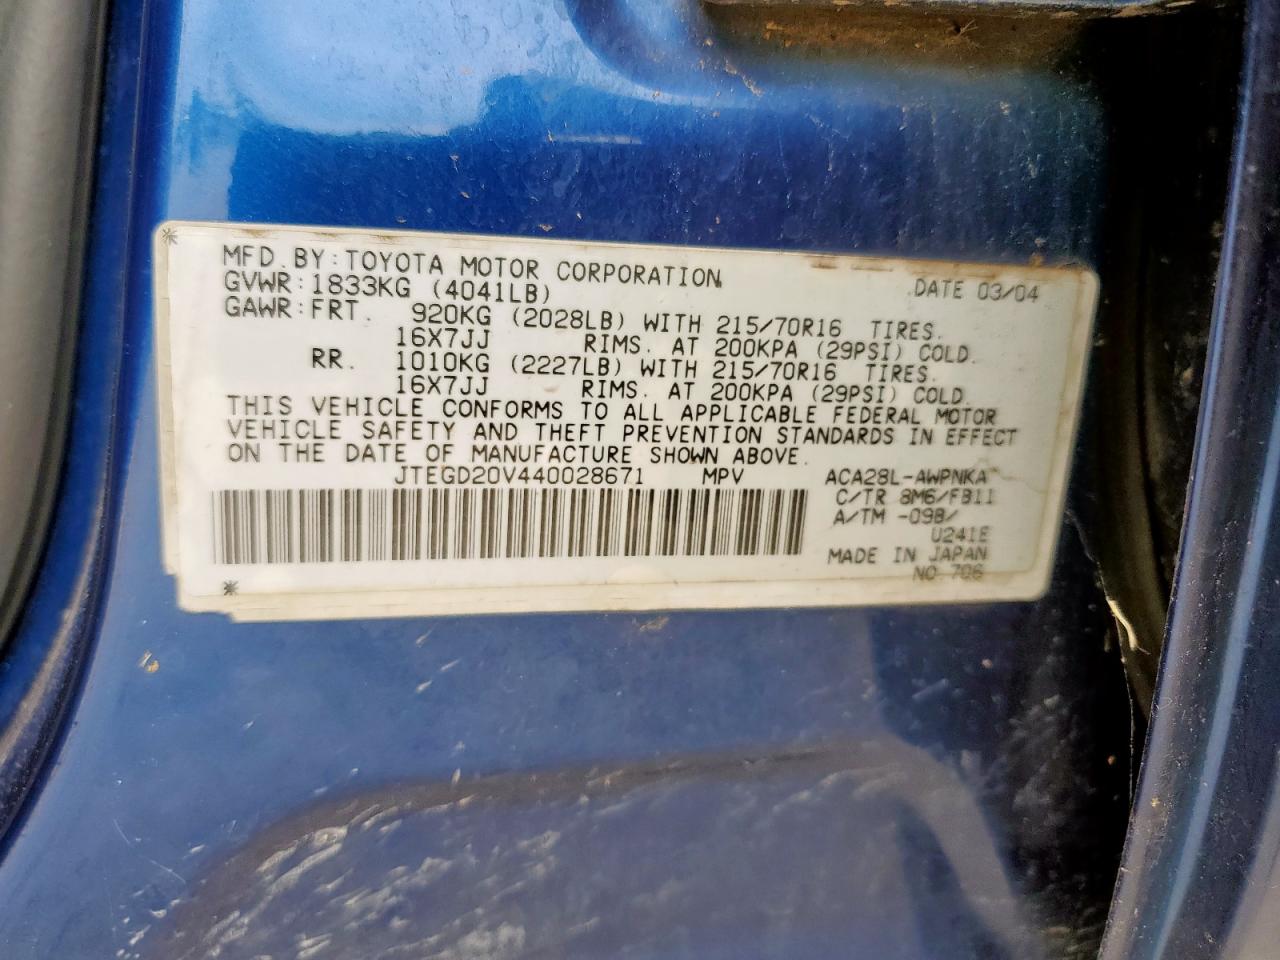 MFD. BY: TOYOTA MOTOR CORPORATION DATE 03/04
GVWR: 1833KG (4041LB)
GAWR: FRT. 920KG (2028LB) WITH 215/70R16 TIRES.
16X7JJ RIMS. AT 200KPA (29PSI) COLD.
RR. 1010KG (2227LB) WITH 215/70R16 TIRES.
16X7JJ RIMS. AT 200KPA (29PSI) COLD.
THIS VEHICLE CONFORMS TO ALL APPLICABLE FEDERAL MOTOR
VEHICLE SAFETY AND THEFT PREVENTION STANDARDS IN EFFECT
ON THE DATE OF MANUFACTURE SHOWN ABOVE.
JTEGD20V440028671 MPV ACA28L-AWPNKA
C/TR 8M6/FB11
A/TM -09B/
U241E
MADE IN JAPAN
NO. 706